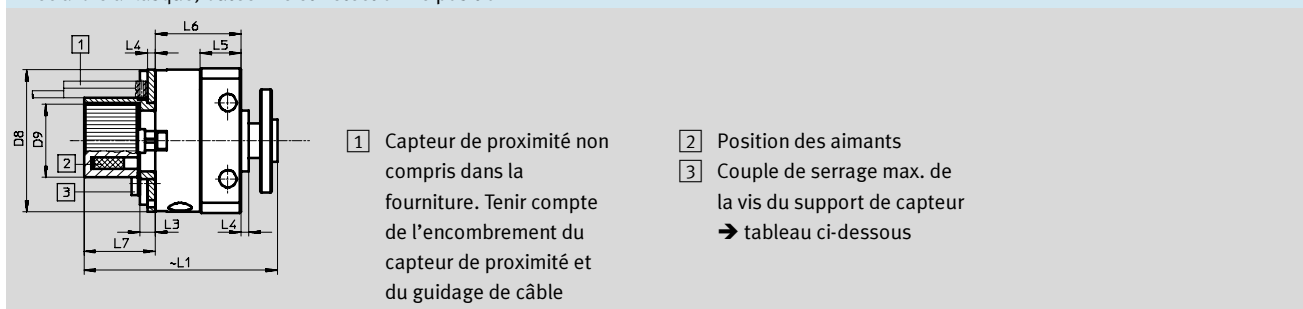 L6
L4
L5
1
D8
D9
2
3
L3
L4
L7
~L1
1 Capteur de proximité non
compris dans la
fourniture. Tenir compte
de l'encombrement du
capteur de proximité et
du guidage de câble
2 Position des aimants
3 Couple de serrage max. de
la vis du support de capteur
➔ tableau ci-dessous